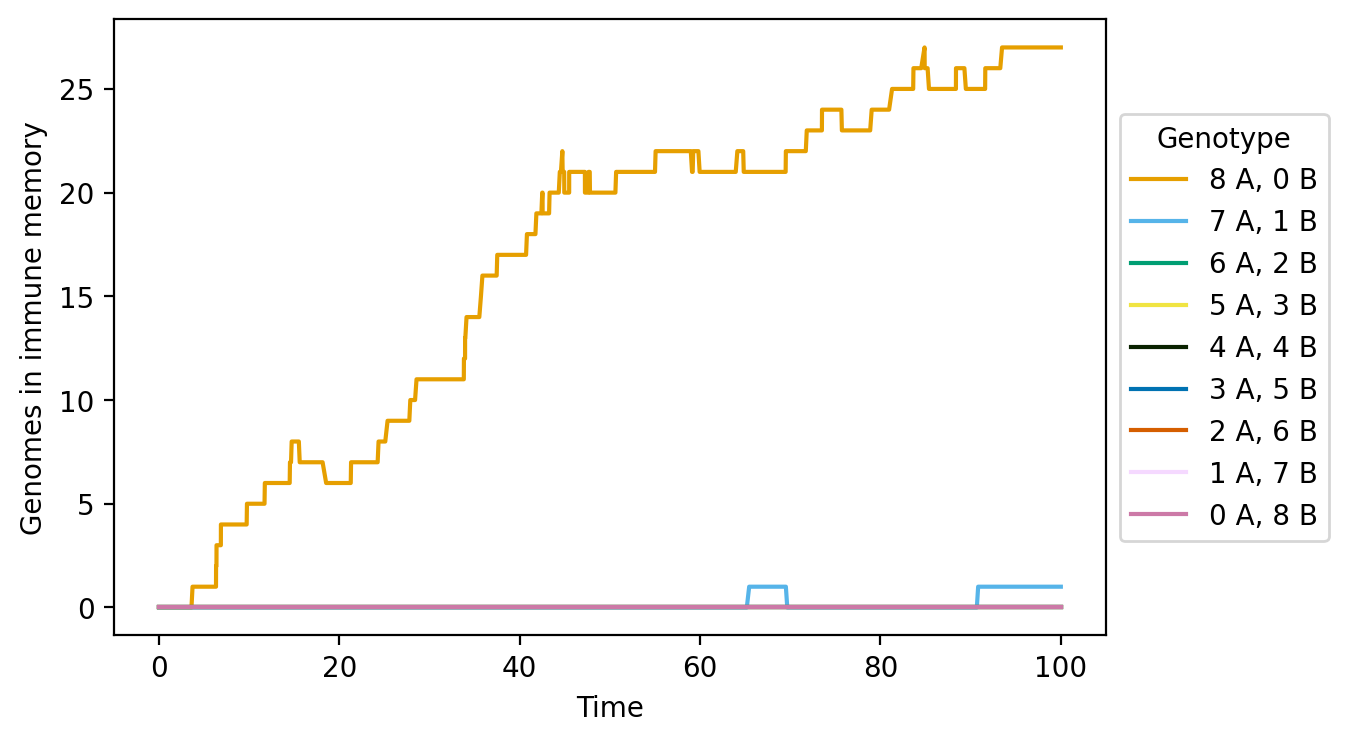 Genomes in immune memory
25
20
15
10
5
0
0 20 40 60 80 100
Time
Genotype
8 A, 0 B
7 A, 1 B
6 A, 2 B
5 A, 3 B
4 A, 4 B
3 A, 5 B
2 A, 6 B
1 A, 7 B
0 A, 8 B